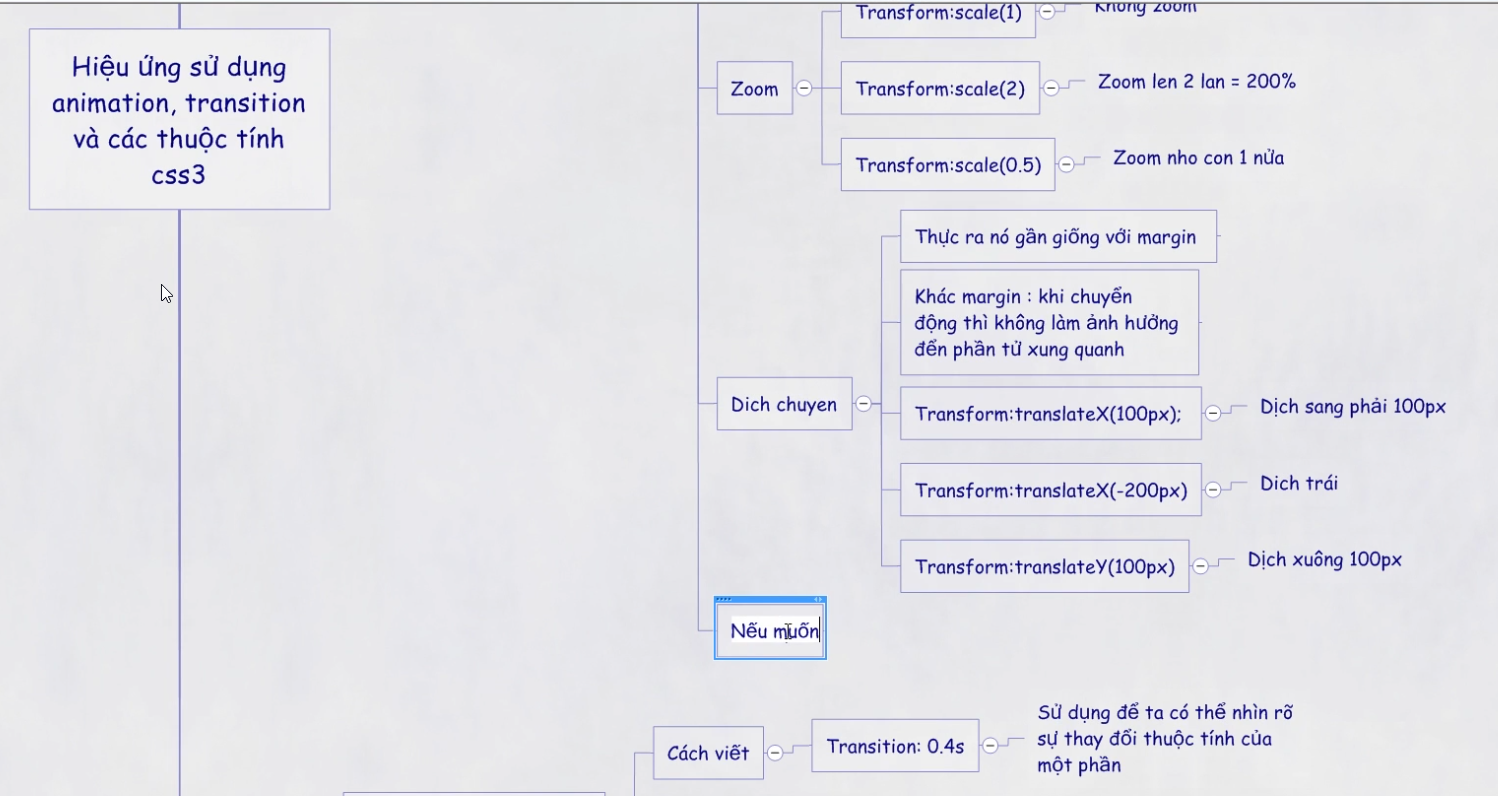 Hiệu ứng sử dụng
animation, transition
và các thuộc tính
css3
Transform:scale(1)
Không zoom
Zoom
Transform:scale(2)
Zoom len 2 lan = 200%
Transform:scale(0.5)
Zoom nho con 1 nửa
Dich chuyen
Thực ra nó gần giống với margin
Khác margin : khi chuyển
động thì không làm ảnh hưởng
đến phần tử xung quanh
Transform:translateX(100px);
Dịch sang phải 100px
Transform:translateX(-200px)
Dich trái
Transform:translateY(100px)
Dịch xuông 100px
Nếu muốn
Cách viết
Transition: 0.4s
Sử dụng để ta có thể nhìn rõ
sự thay đổi thuộc tính của
một phần